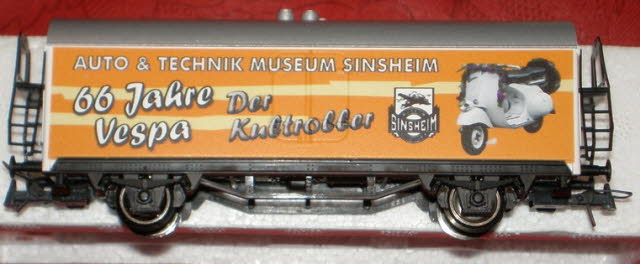 AUTO & TECHNIK MUSEUM SINSHEIM
66 Jahre
Vespa
Der
Kultroller
SINSHEIM